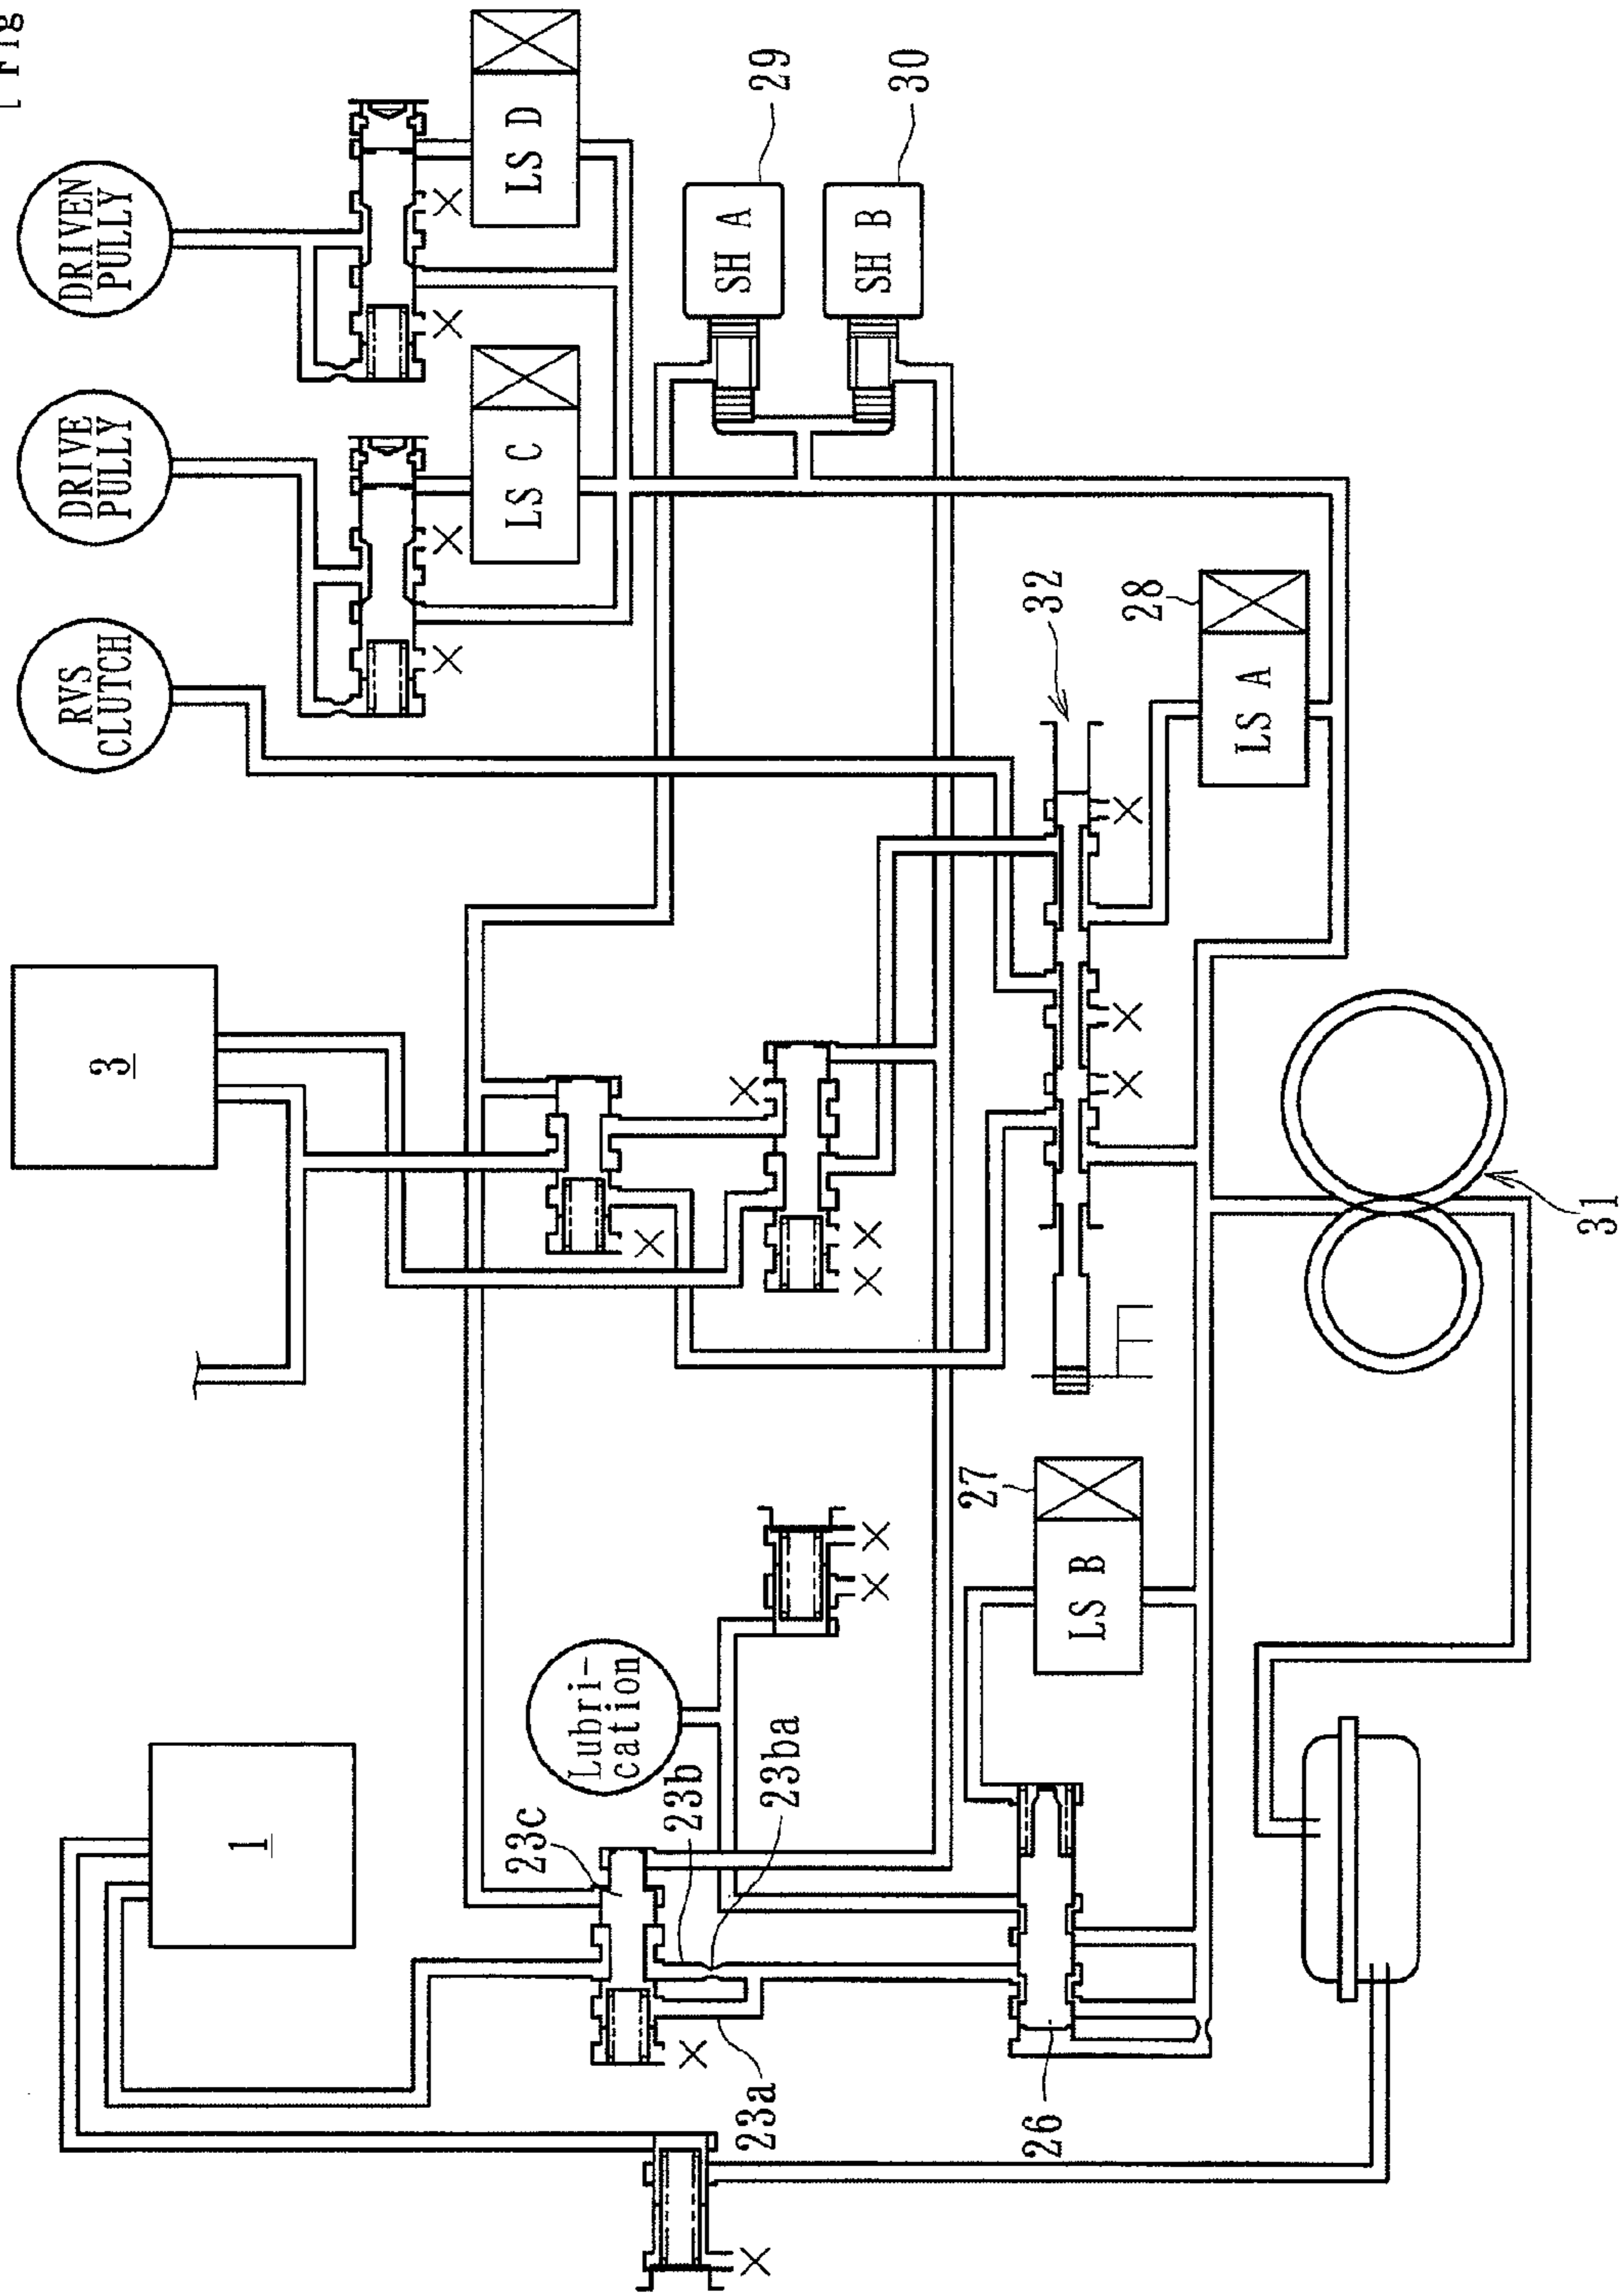 [ Fig
DRIVEN
PULLY
DRIVE
PULLY
RVS
CLUTCH
3
1
LS D
LS C
29
SH A
30
SH B
32
28
LS A
31
27
LS B
Lubri-
cation
23c
23b
23ba
23a
26